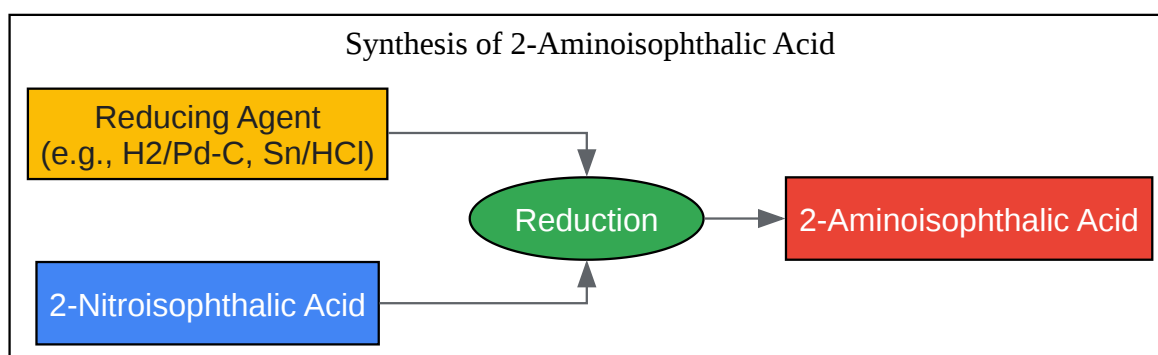 Synthesis of 2-Aminoisophthalic Acid
Reducing Agent
(e.g., H2/Pd-C, Sn/HCl)
Reduction
2-Aminoisophthalic Acid
2-Nitroisophthalic Acid